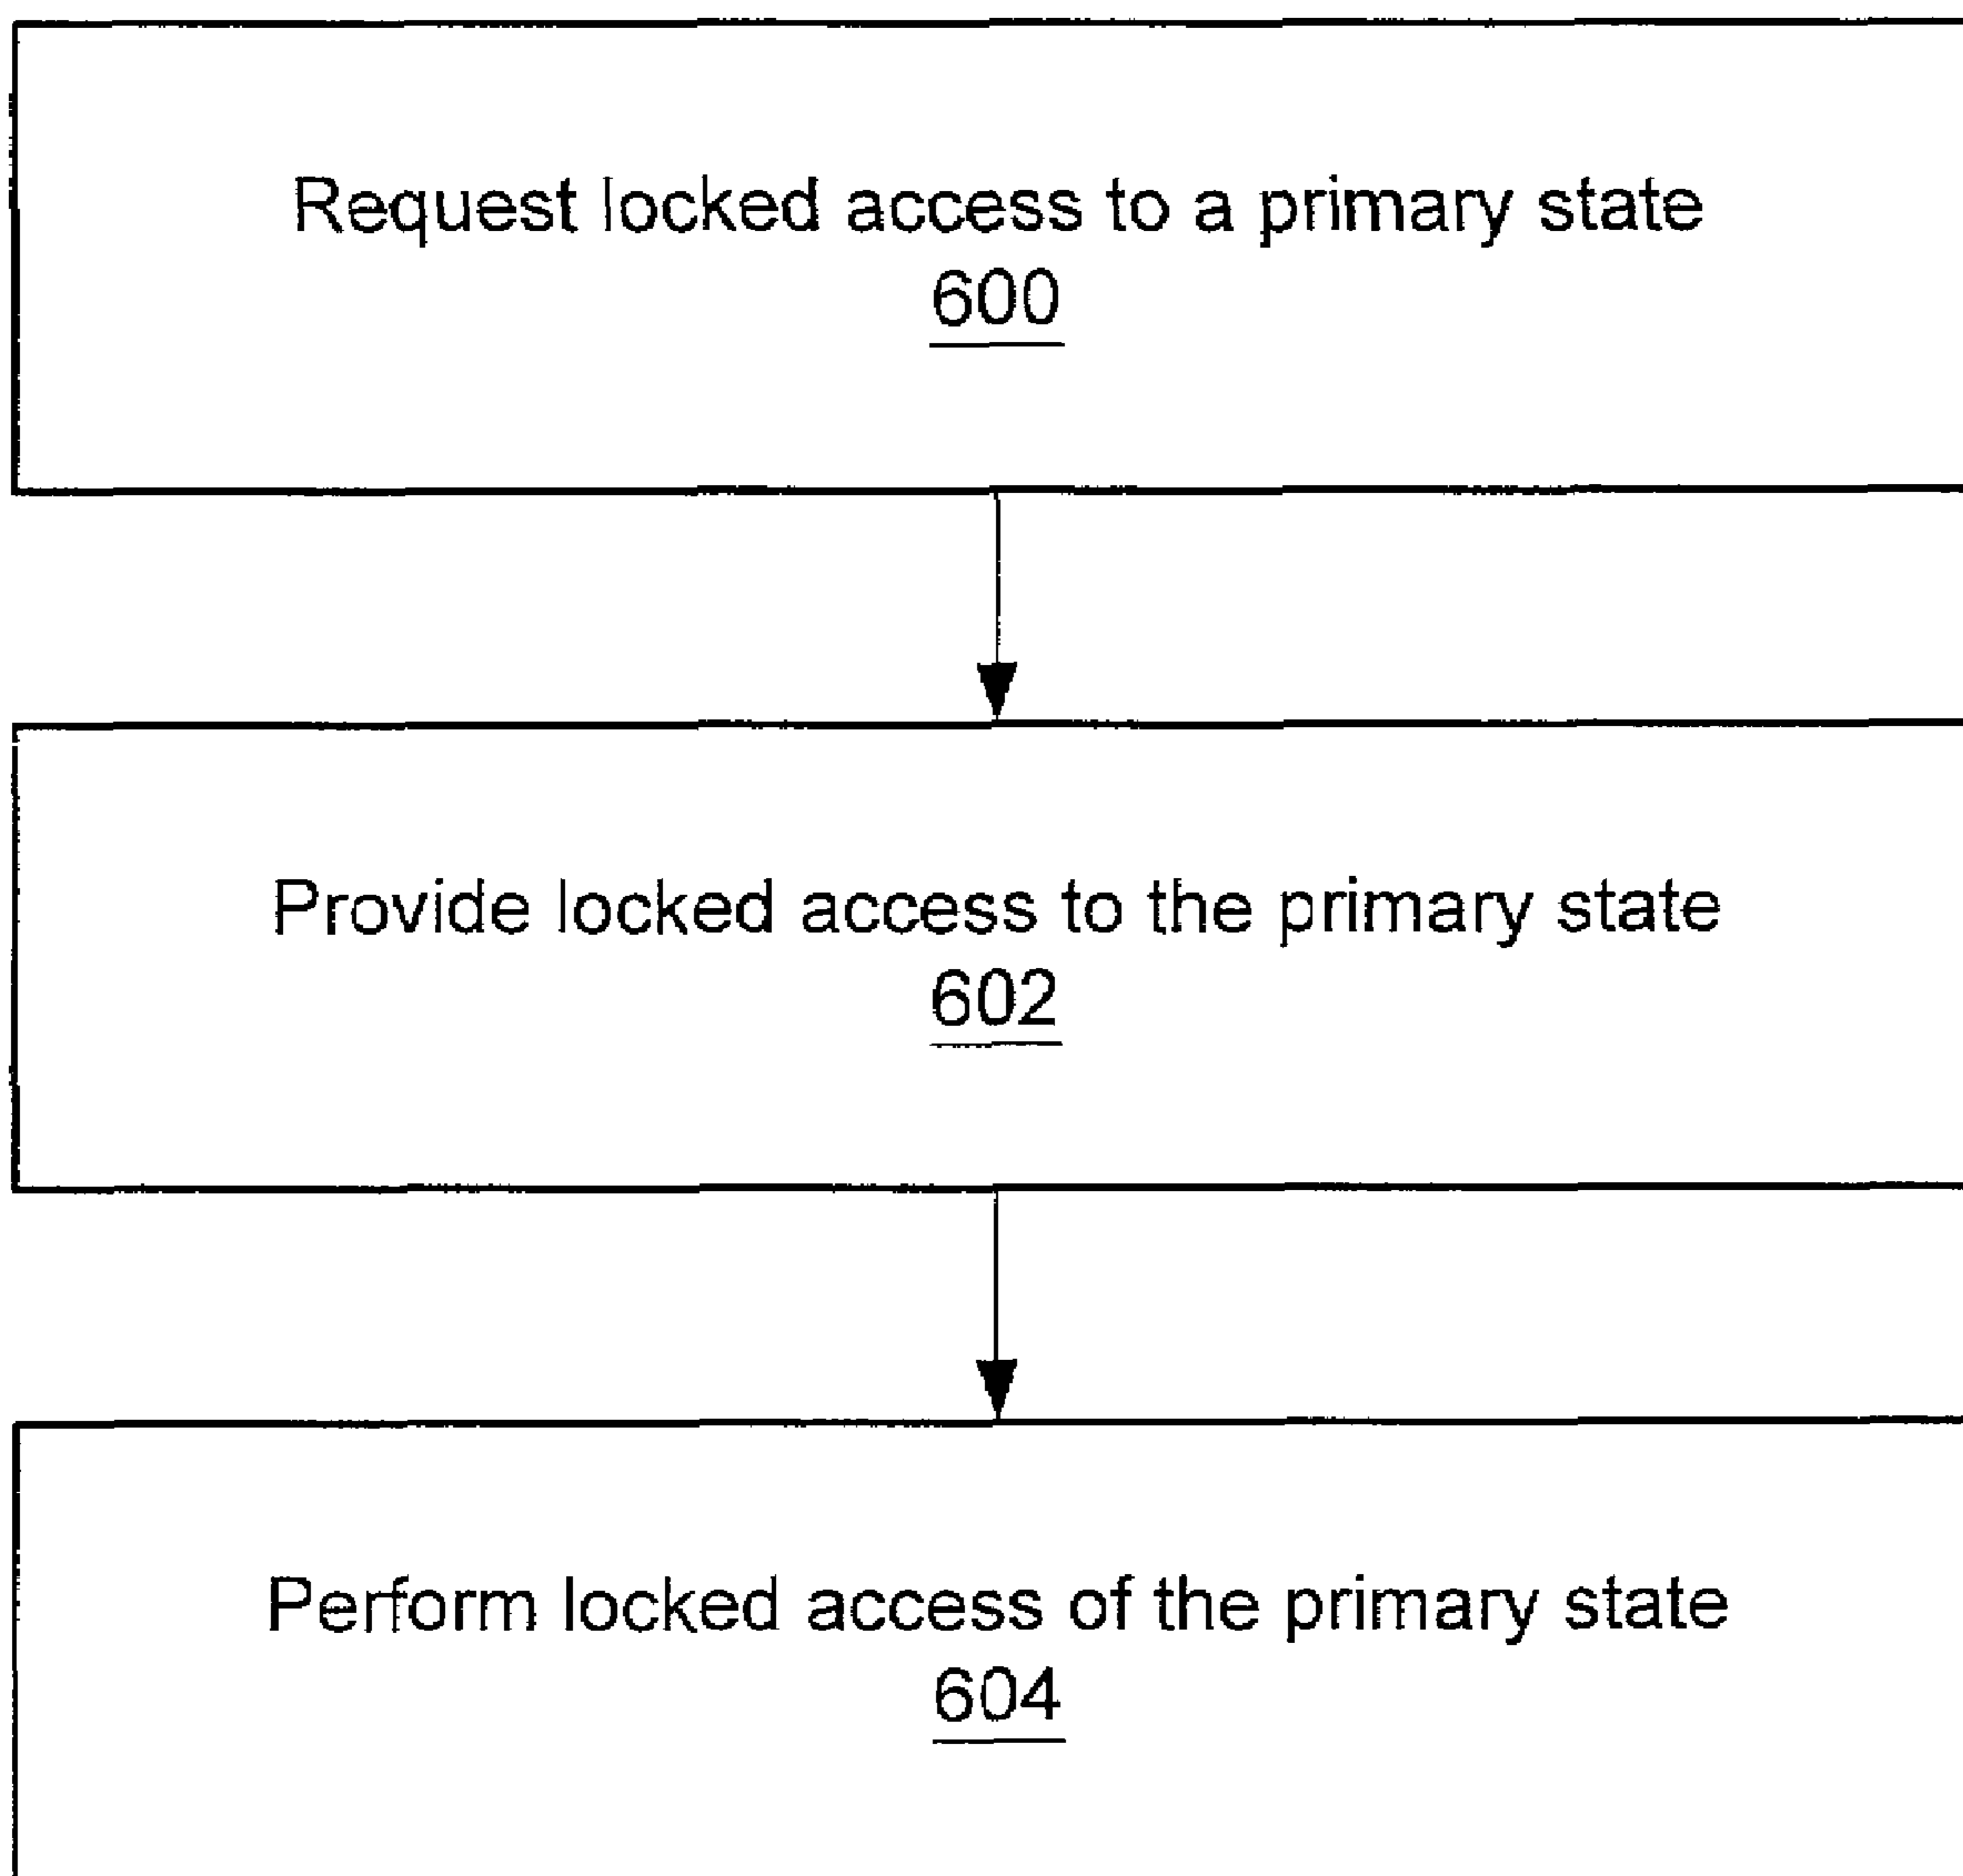 Request locked access to a primary state
600
Provide locked access to the primary state
602
Perform locked access of the primary state
604